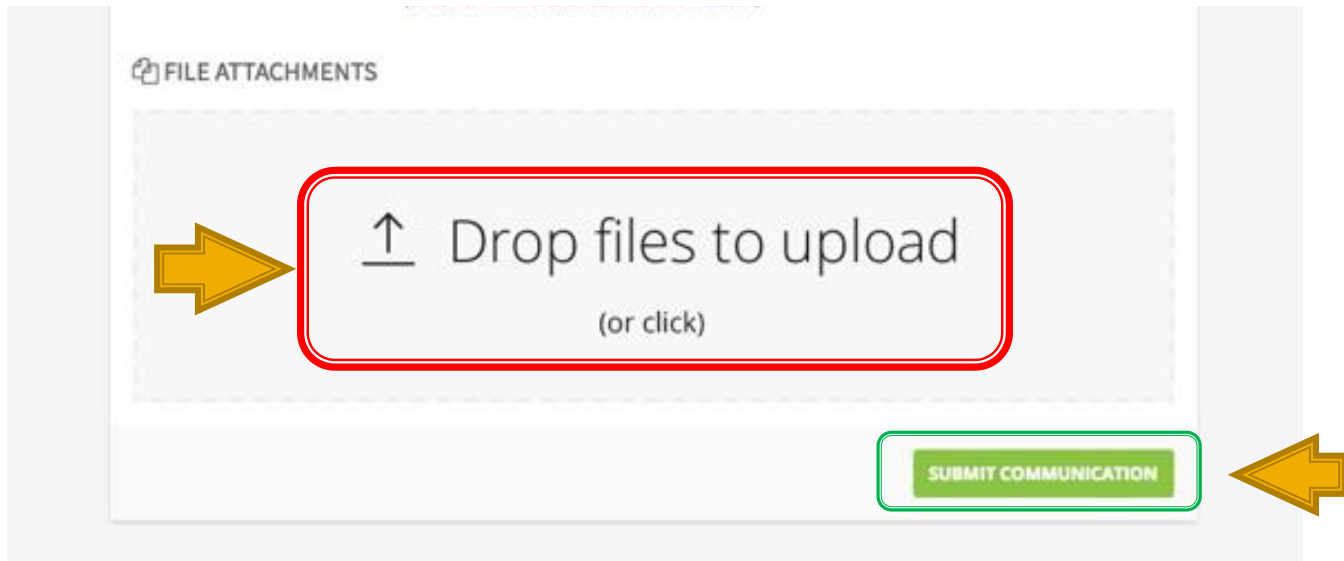 FILE ATTACHMENTS
Drop files to upload
(or click)
SUBMIT COMMUNICATION